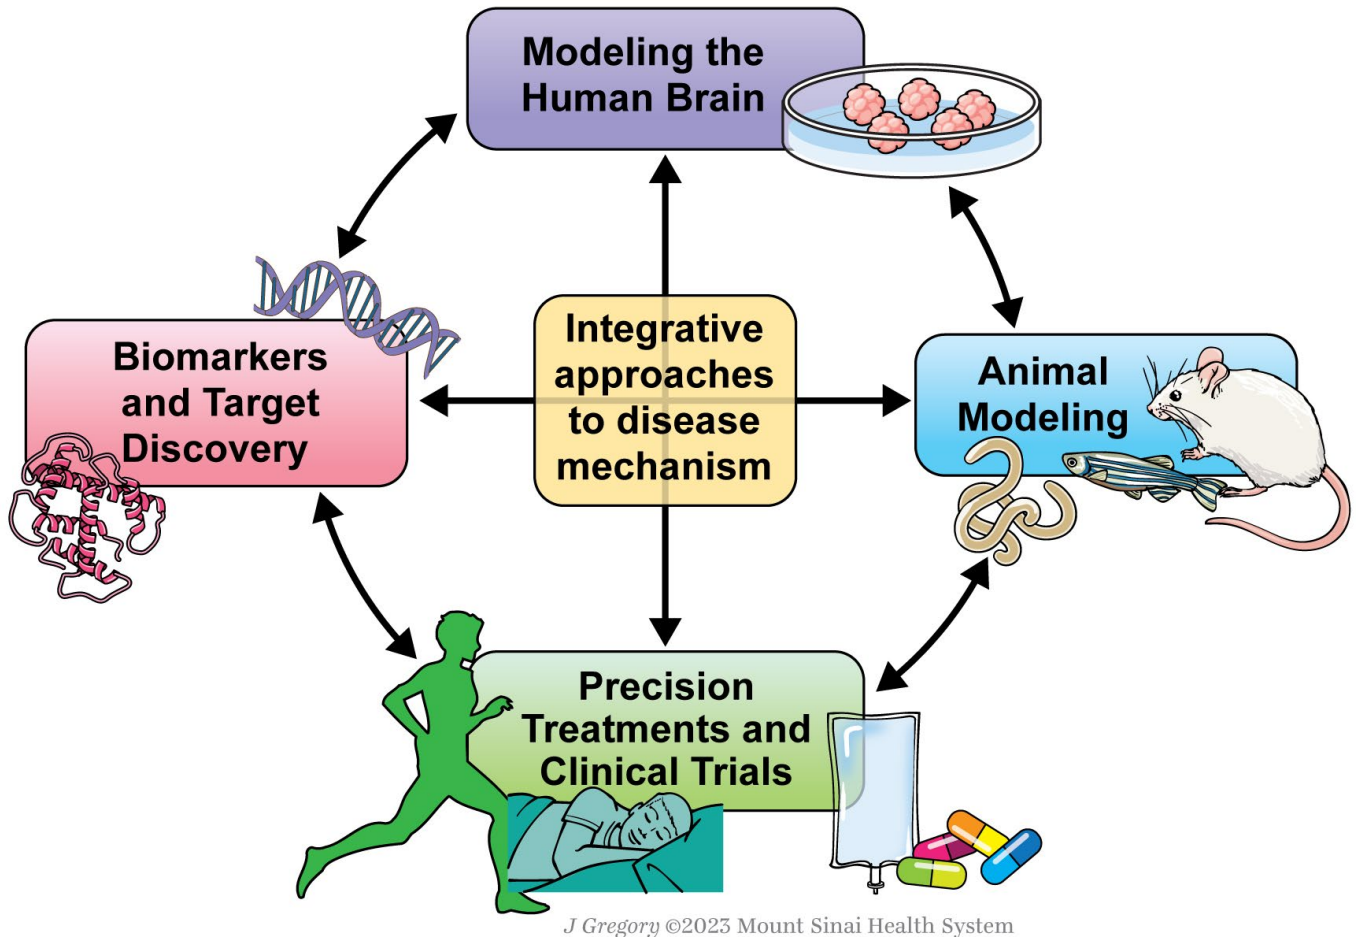 Modeling the
Human Brain
Biomarkers
and Target
Discovery
Integrative
approaches
to disease
mechanism
Animal
Modeling
Precision
Treatments and
Clinical Trials
J Gregory ©2023 Mount Sinai Health System